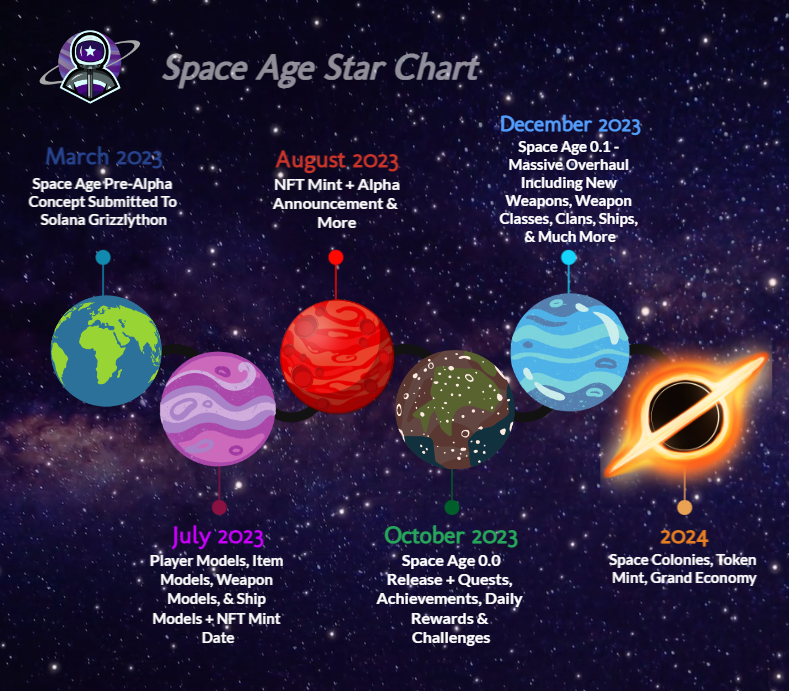 Space Age Star Chart
March 2023
Space Age Pre-Alpha
Concept Submitted To
Solana Grizzlython
July 2023
Player Models, Item
Models, Weapon
Models, & Ship
Models + NFT Mint
Date
August 2023
NFT Mint + Alpha
Announcement &
More
October 2023
Space Age 0.0
Release + Quests,
Achievements, Daily
Rewards &
Challenges
December 2023
Space Age 0.1 -
Massive Overhaul
Including New
Weapons, Weapon
Classes, Clans, Ships,
& Much More
2024
Space Colonies, Token
Mint, Grand Economy